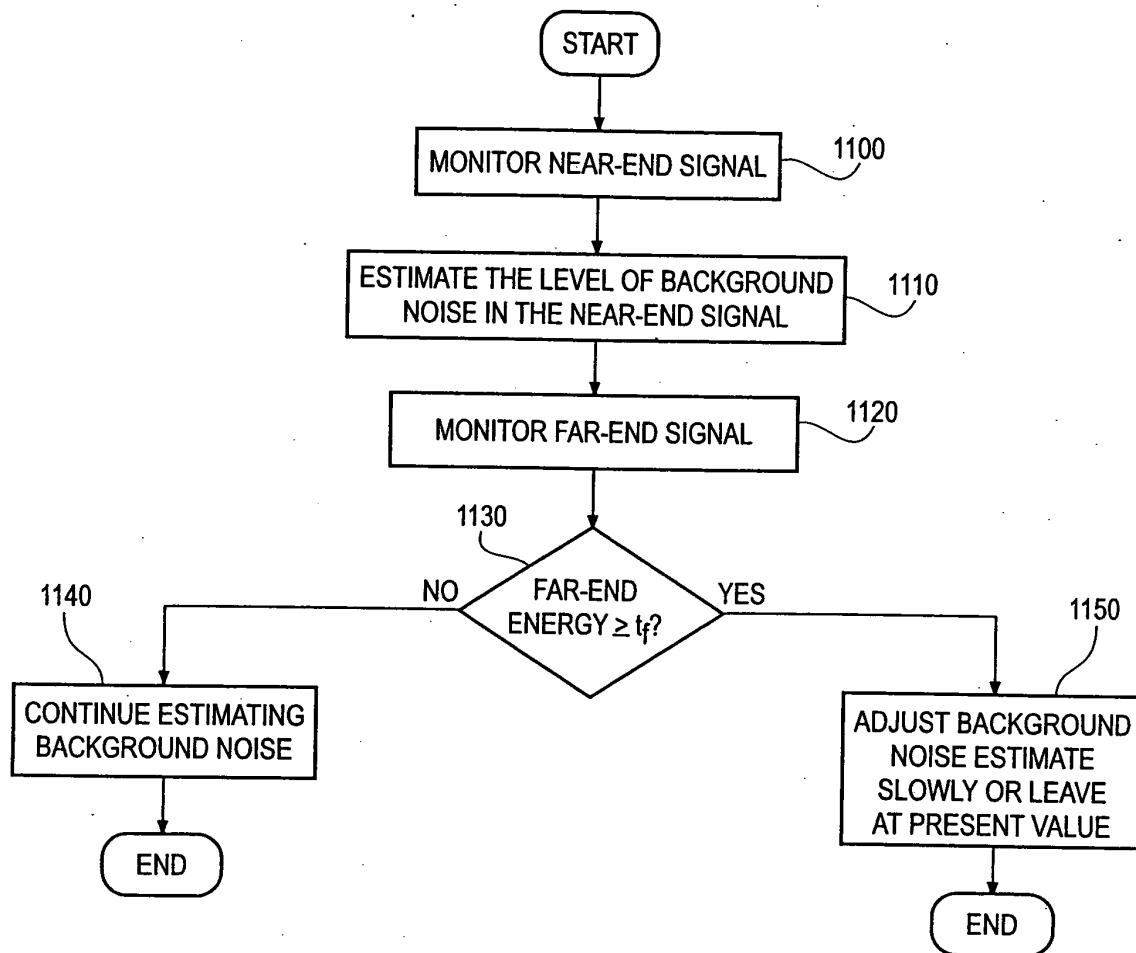 START
MONITOR NEAR-END SIGNAL
1100
ESTIMATE THE LEVEL OF BACKGROUND
NOISE IN THE NEAR-END SIGNAL
1110
MONITOR FAR-END SIGNAL
1120
1130
FAR-END
ENERGY ≥ tf?
NO
YES
1140
CONTINUE ESTIMATING
BACKGROUND NOISE
END
1150
ADJUST BACKGROUND
NOISE ESTIMATE
SLOWLY OR LEAVE
AT PRESENT VALUE
END